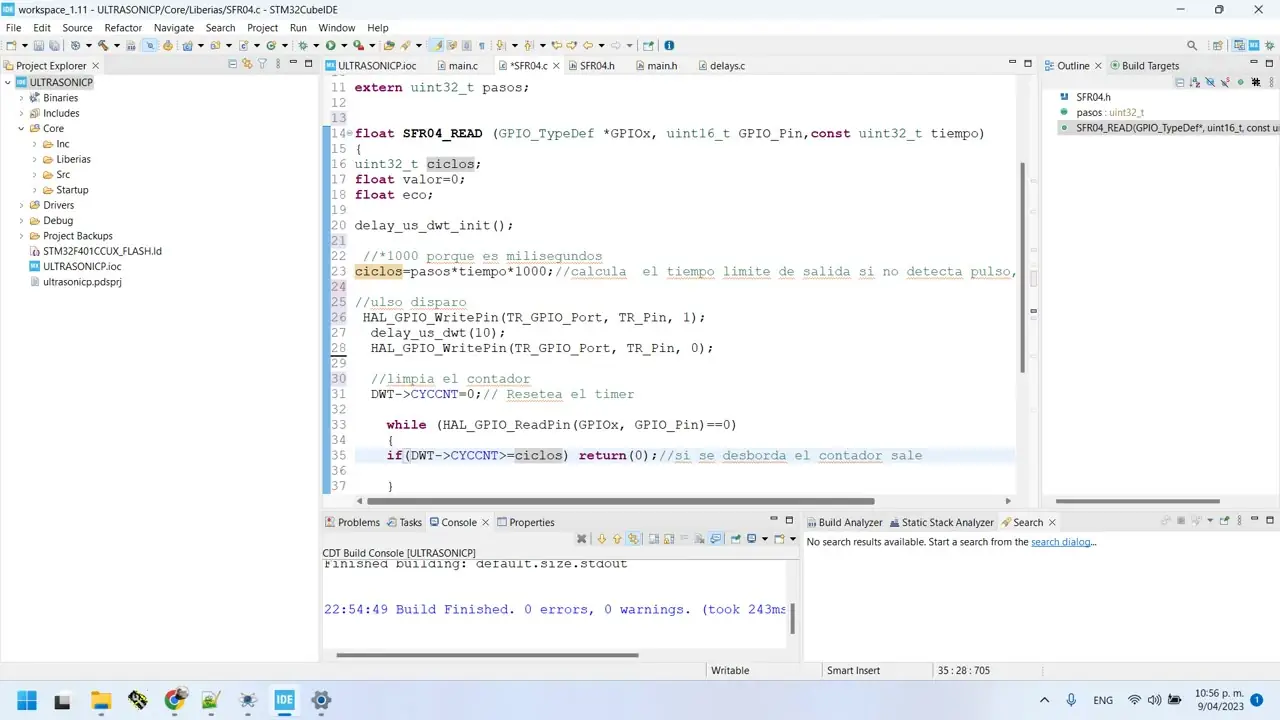 workspace_1.11 - ULTRASONICP/Core/Liberias/SFR04.c - STM32CubeIDE
File Edit Source Refactor Navigate Search Project Run Window Help
Project Explorer
ULTRASONICP
Binaries
Includes
Core
Inc
Liberias
Src
Startup
Drivers
Debug
Project Backups
STM32F401CCUX_FLASH.ld
ULTRASONICP.ioc
ultrasonicp.pdsprj
ULTRASONICP.ioc main.c *SFR04.c SFR04.h main.h delays.c
11 extern uint32_t pasos;
12
13
14 float SFR04_READ (GPIO_TypeDef *GPIOx, uint16_t GPIO_Pin,const uint32_t tiempo)
15 {
16 uint32_t ciclos;
17 float valor=0;
18 float eco;
19
20 delay_us_dwt_init();
21
22 //*1000 porque es milisegundos
23 ciclos=pasos*tiempo*1000;//calcula el tiempo limite de salida si no detecta pulso,
24
25 //ulso disparo
26 HAL_GPIO_WritePin(TR_GPIO_Port, TR_Pin, 1);
27 delay_us_dwt(10);
28 HAL_GPIO_WritePin(TR_GPIO_Port, TR_Pin, 0);
29
30 //limpia el contador
31 DWT->CYCCNT=0;// Resetea el timer
32
33 while (HAL_GPIO_ReadPin(GPIOx, GPIO_Pin)==0)
34 {
35 if(DWT->CYCCNT>=ciclos) return(0);//si se desborda el contador sale
36
37 }
Outline Build Targets
SFR04.h
pasos : uint32_t
SFR04_READ(GPIO_TypeDef*, uint16_t, const u
Problems Tasks Console Properties
CDT Build Console [ULTRASONICP]
Finished building: default.size.stdout
22:54:49 Build Finished. 0 errors, 0 warnings. (took 243ms
Build Analyzer Static Stack Analyzer Search
No search results available. Start a search from the search dialog...
Writable Smart Insert 35 : 28 : 705
IDE
ENG
10:56 p. m.
9/04/2023
1